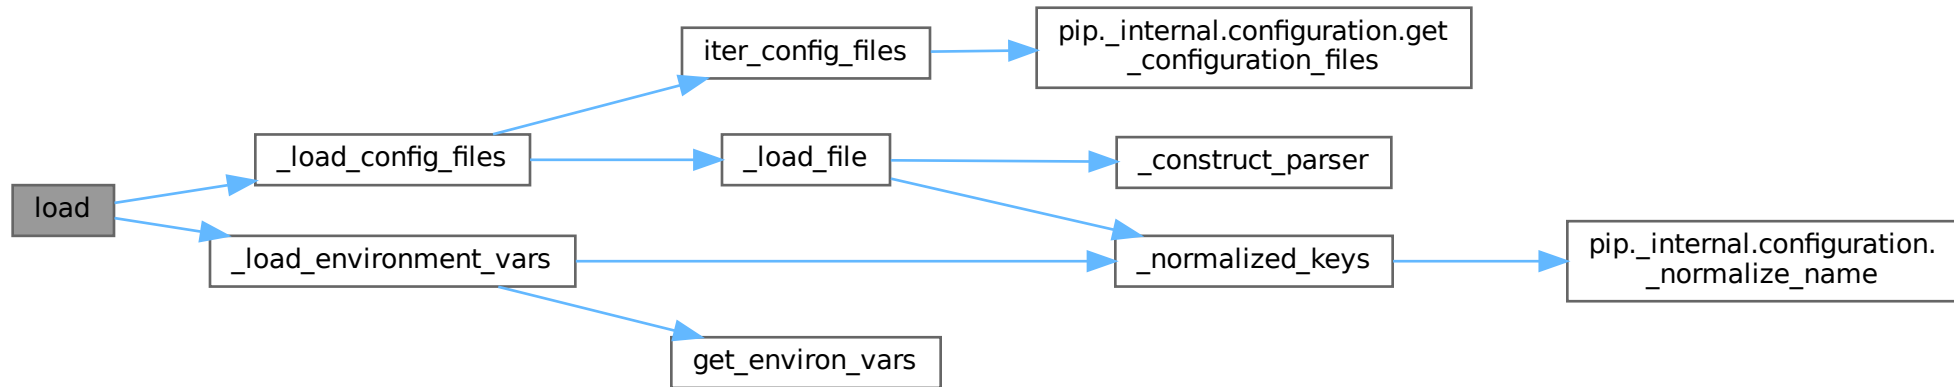 load
_load_config_files
_load_environment_vars
iter_config_files
_load_file
get_environ_vars
pip._internal.configuration.get
_configuration_files
_construct_parser
_normalized_keys
pip._internal.configuration.
_normalize_name